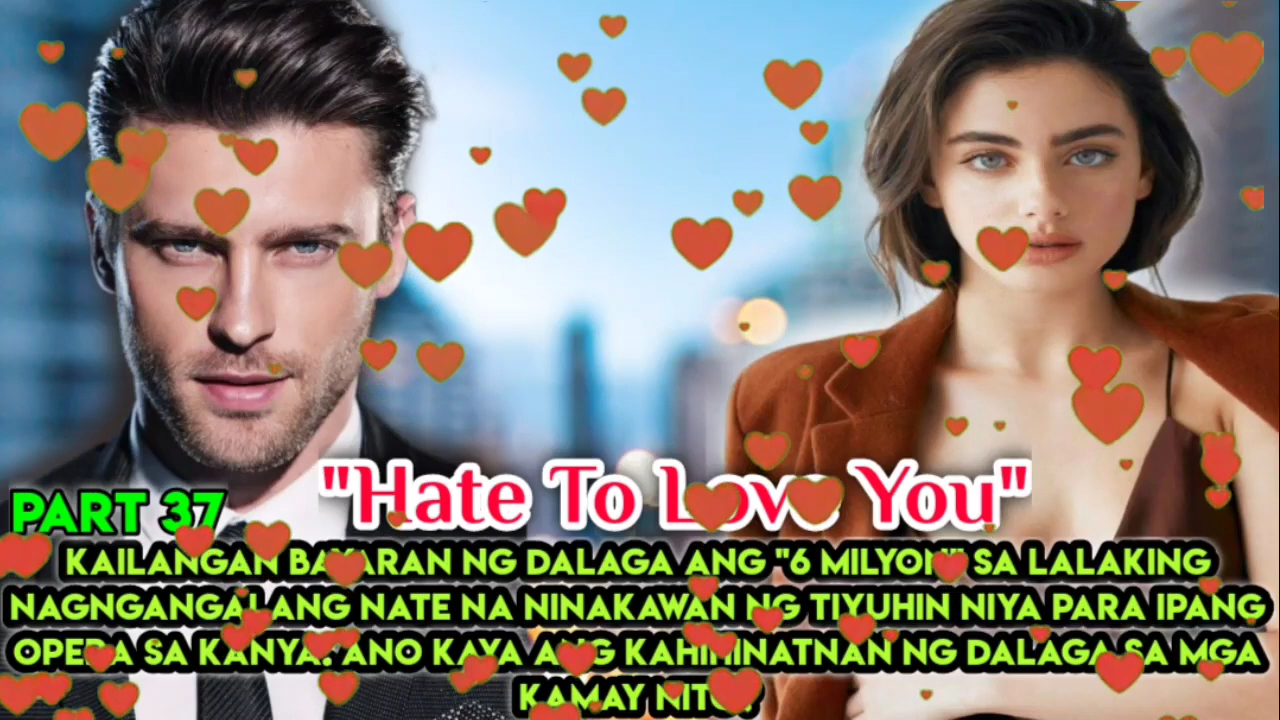 "Hate To Love You"
PART 37
KAILANGAN BAYARAN NG DALAGA ANG "6 MILYON" SA LALAKING
NAGNGANGALANG NATE NA NINAKAWAN NG TIYUHIN NIYA PARA IPANG
OPERA SA KANYA. ANO KAYA ANG KAHIHINATNAN NG DALAGA SA MGA
KAMAY NITO?